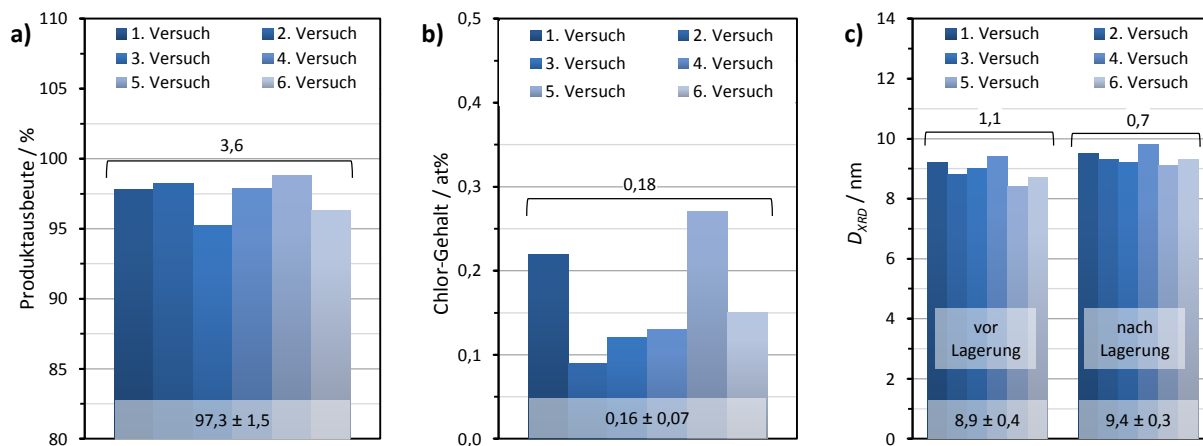 a)
Produktausbeute / %
110
105
100
95
90
85
80
1. Versuch 2. Versuch
3. Versuch 4. Versuch
5. Versuch 6. Versuch
3,6
97,3 ± 1,5
b)
Chlor-Gehalt / at%
0,5
0,4
0,3
0,2
0,1
0,0
1. Versuch 2. Versuch
3. Versuch 4. Versuch
5. Versuch 6. Versuch
0,18
0,16 ± 0,07
c)
D_XRD / nm
14
12
10
8
6
4
2
0
1. Versuch 2. Versuch
3. Versuch 4. Versuch
5. Versuch 6. Versuch
1,1 0,7
vor nach
Lagerung Lagerung
8,9 ± 0,4 9,4 ± 0,3